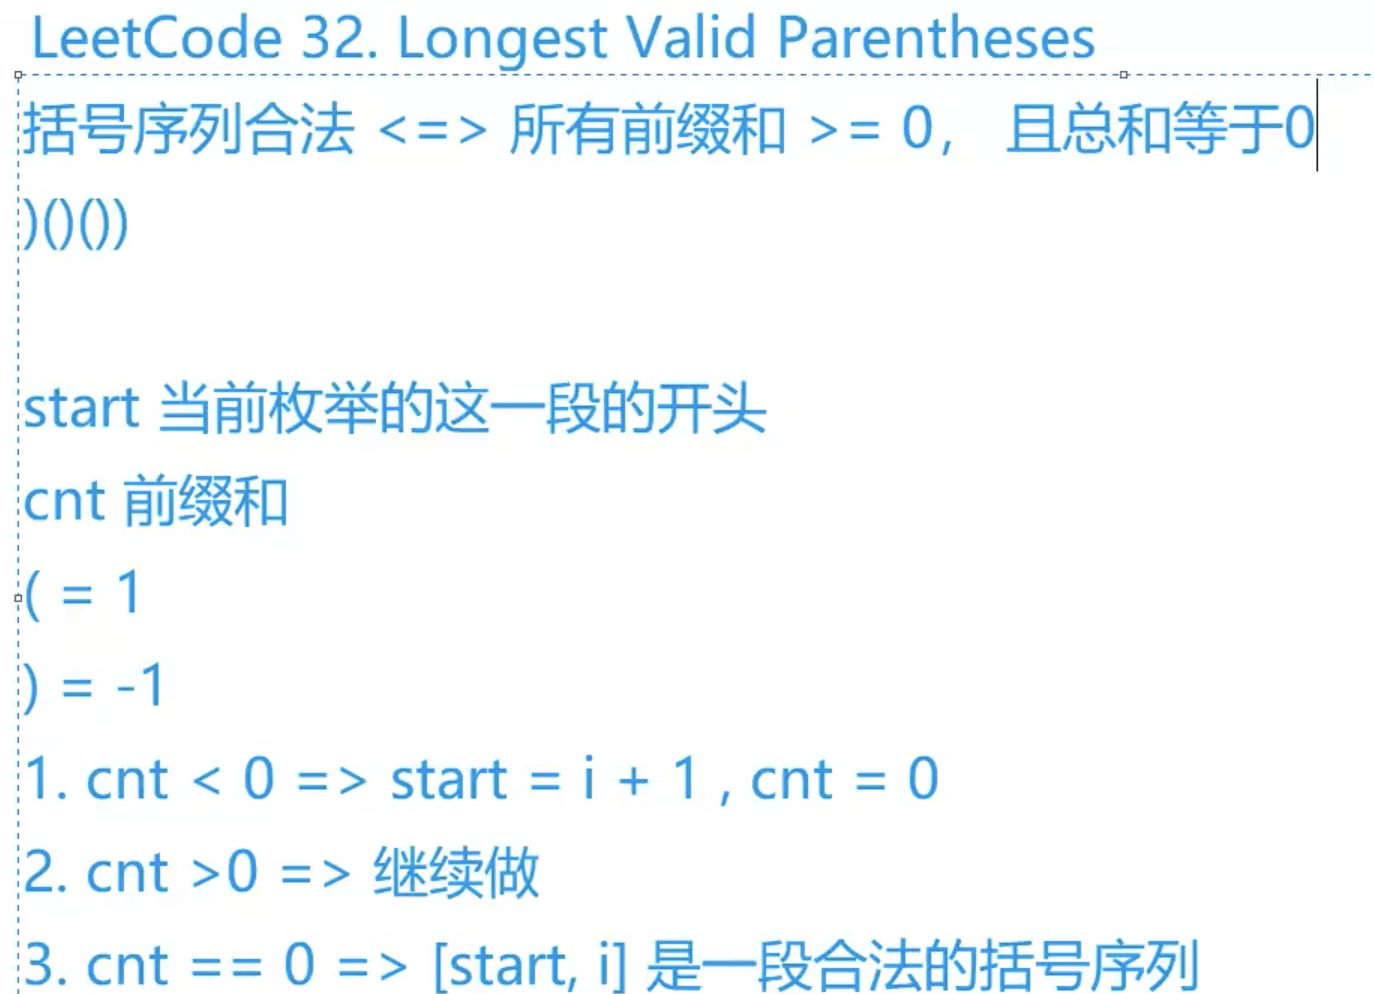 LeetCode 32. Longest Valid Parentheses
括号序列合法 <=> 所有前缀和 >= 0， 且总和等于0
)()())
start 当前枚举的这一段的开头
cnt 前缀和
( = 1
) = -1
1. cnt < 0 => start = i + 1 , cnt = 0
2. cnt >0 => 继续做
3. cnt == 0 => [start, i] 是一段合法的括号序列